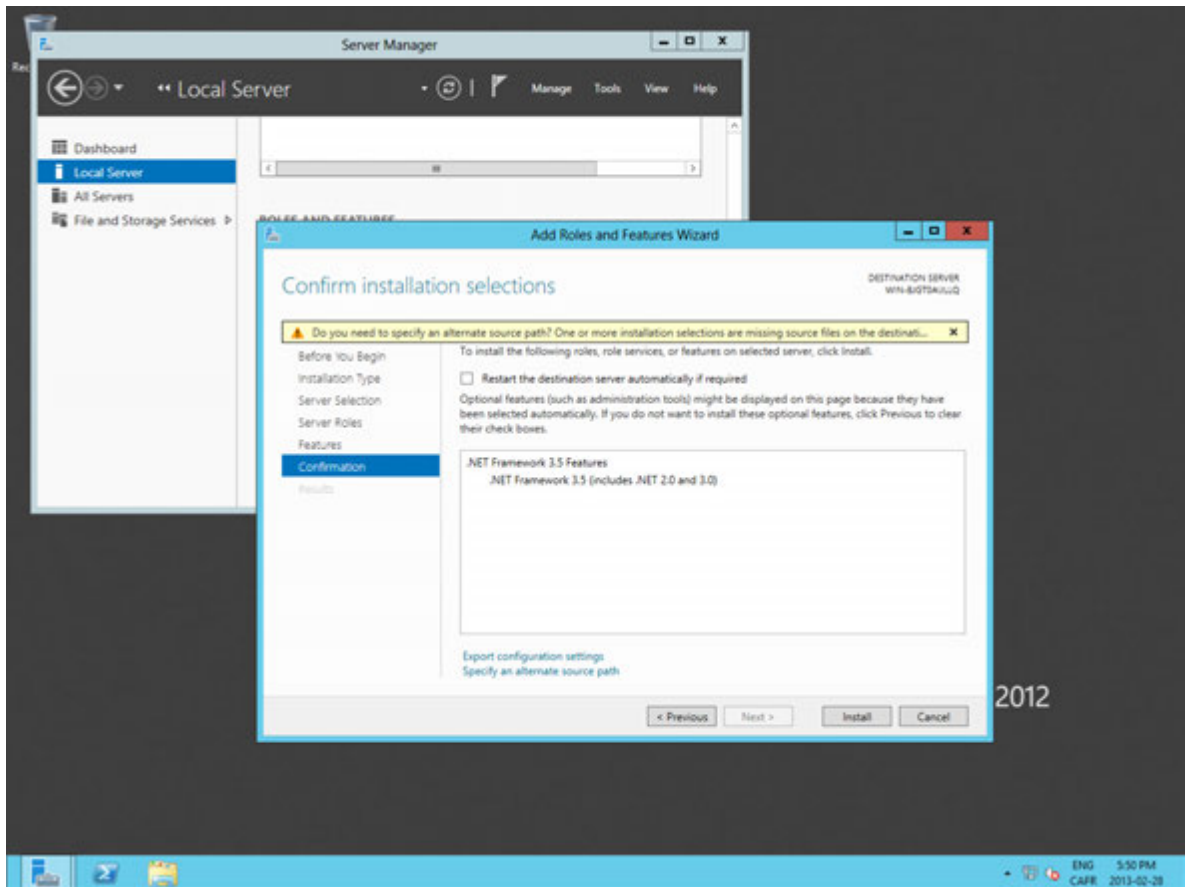 Server Manager
Local Server
Manage Tools View Help
Dashboard
Local Server
All Servers
File and Storage Services
ROLES AND FEATURES
Add Roles and Features Wizard
Confirm installation selections
DESTINATION SERVER
Do you need to specify an alternate source path? One or more installation selections are missing source files on the destinati...
Before You Begin
Installation Type
Server Selection
Server Roles
Features
Confirmation
Results
To install the following roles, role services, or features on selected server, click Install.
Restart the destination server automatically if required
Optional features (such as administration tools) might be displayed on this page because they have
been selected automatically. If you do not want to install these optional features, click Previous to clear
their check boxes.
.NET Framework 3.5 Features
.NET Framework 3.5 (includes .NET 2.0 and 3.0)
Export configuration settings
Specify an alternate source path
< Previous Next > Install Cancel
2012
ENG 5:50 PM
CAFR 2013-02-28